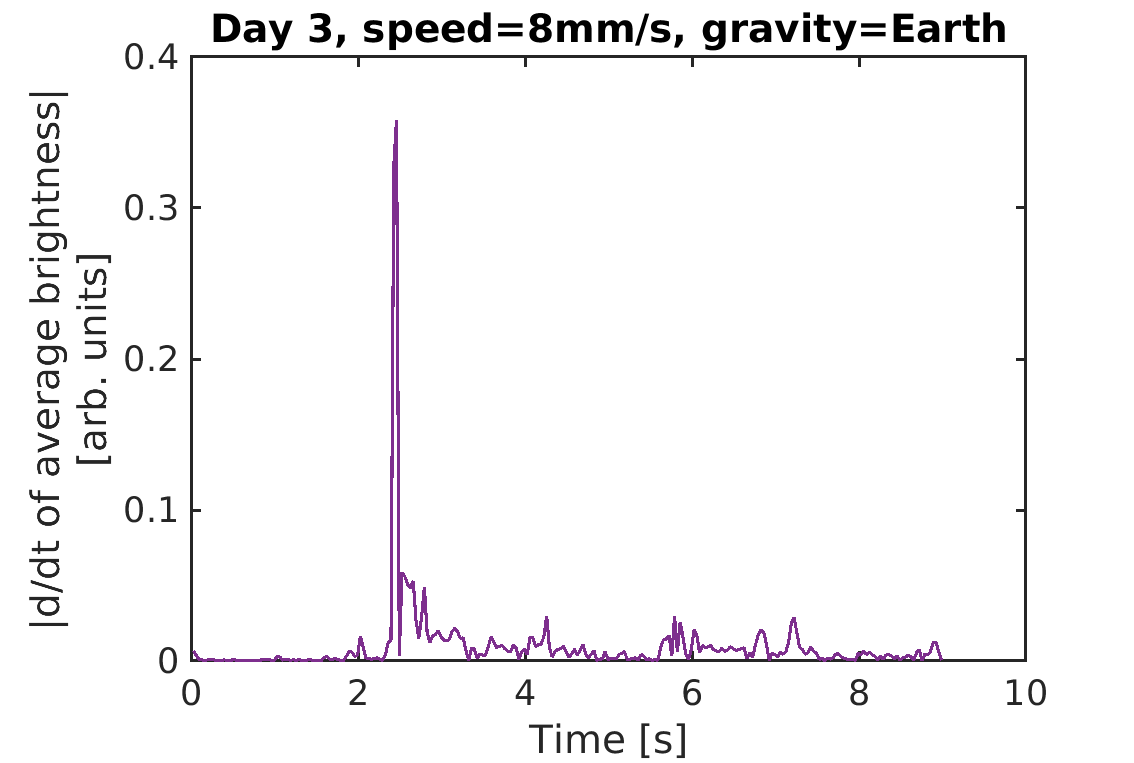 Day 3, speed=8mm/s, gravity=Earth
|d/dt of average brightness|
[arb. units]
0.4
0.3
0.2
0.1
0
0 2 4 6 8 10
Time [s]